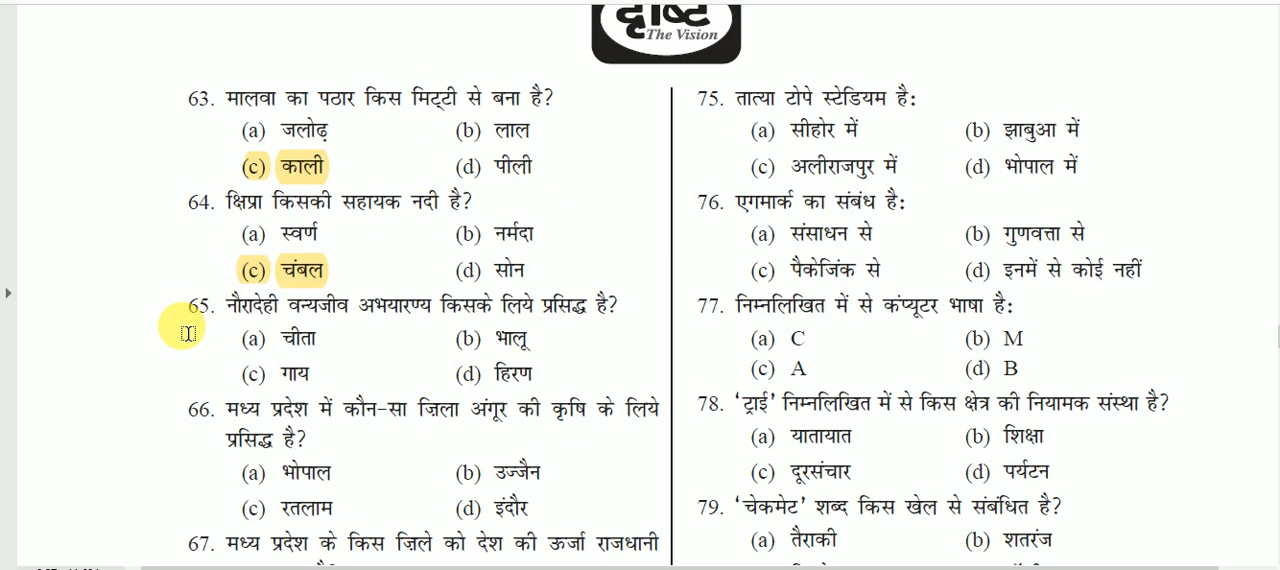 दृष्टि
The Vision
63. मालवा का पठार किस मिट्टी से बना है?
(a) जलोढ़ (b) लाल
(c) काली (d) पीली
64. क्षिप्रा किसकी सहायक नदी है?
(a) स्वर्ण (b) नर्मदा
(c) चंबल (d) सोन
65. नौरादेही वन्यजीव अभयारण्य किसके लिये प्रसिद्ध है?
(a) चीता (b) भालू
(c) गाय (d) हिरण
66. मध्य प्रदेश में कौन-सा ज़िला अंगूर की कृषि के लिये
प्रसिद्ध है?
(a) भोपाल (b) उज्जैन
(c) रतलाम (d) इंदौर
67. मध्य प्रदेश के किस ज़िले को देश की ऊर्जा राजधानी
75. तात्या टोपे स्टेडियम है:
(a) सीहोर में (b) झाबुआ में
(c) अलीराजपुर में (d) भोपाल में
76. एगमार्क का संबंध है:
(a) संसाधन से (b) गुणवत्ता से
(c) पैकेजिंक से (d) इनमें से कोई नहीं
77. निम्नलिखित में से कंप्यूटर भाषा है:
(a) C (b) M
(c) A (d) B
78. ‘ट्राई’ निम्नलिखित में से किस क्षेत्र की नियामक संस्था है?
(a) यातायात (b) शिक्षा
(c) दूरसंचार (d) पर्यटन
79. ‘चेकमेट’ शब्द किस खेल से संबंधित है?
(a) तैराकी (b) शतरंज